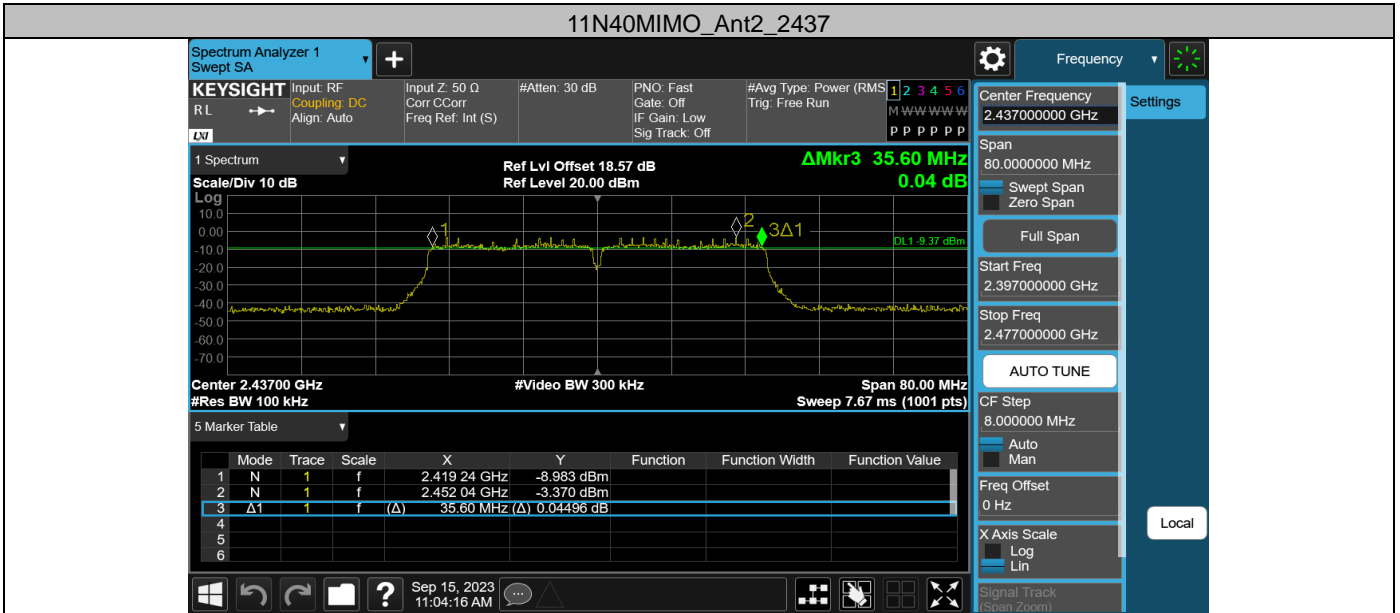 11N40MIMO_Ant2_2437
Spectrum Analyzer 1
Swept SA
+
Frequency
KEYSIGHT
R L
LXI
Input: RF
Coupling: DC
Align: Auto
Input Z: 50 Ω
Corr CCorr
Freq Ref: Int (S)
#Atten: 30 dB
PNO: Fast
Gate: Off
IF Gain: Low
Sig Track: Off
#Avg Type: Power (RMS
Trig: Free Run
1 2 3 4 5 6
M W W W W W
P P P P P P
1 Spectrum
Scale/Div 10 dB
Ref Lvl Offset 18.57 dB
Ref Level 20.00 dBm
ΔMkr3 35.60 MHz
0.04 dB
Log
10.0
0.00
-10.0
-20.0
-30.0
-40.0
-50.0
-60.0
-70.0
1
2
3Δ1
DL1 -9.37 dBm
Center 2.43700 GHz
#Video BW 300 kHz
Span 80.00 MHz
#Res BW 100 kHz
Sweep 7.67 ms (1001 pts)
5 Marker Table
Mode Trace Scale X Y Function Function Width Function Value
1 N 1 f 2.419 24 GHz -8.983 dBm
2 N 1 f 2.452 04 GHz -3.370 dBm
3 Δ1 1 f (Δ) 35.60 MHz (Δ) 0.04496 dB
4
5
6
?
Sep 15, 2023
11:04:16 AM
Center Frequency
2.437000000 GHz
Span
80.0000000 MHz
Swept Span
Zero Span
Full Span
Start Freq
2.397000000 GHz
Stop Freq
2.477000000 GHz
AUTO TUNE
CF Step
8.000000 MHz
Auto
Man
Freq Offset
0 Hz
X Axis Scale
Log
Lin
Signal Track
(Span Zoom)
Settings
Local